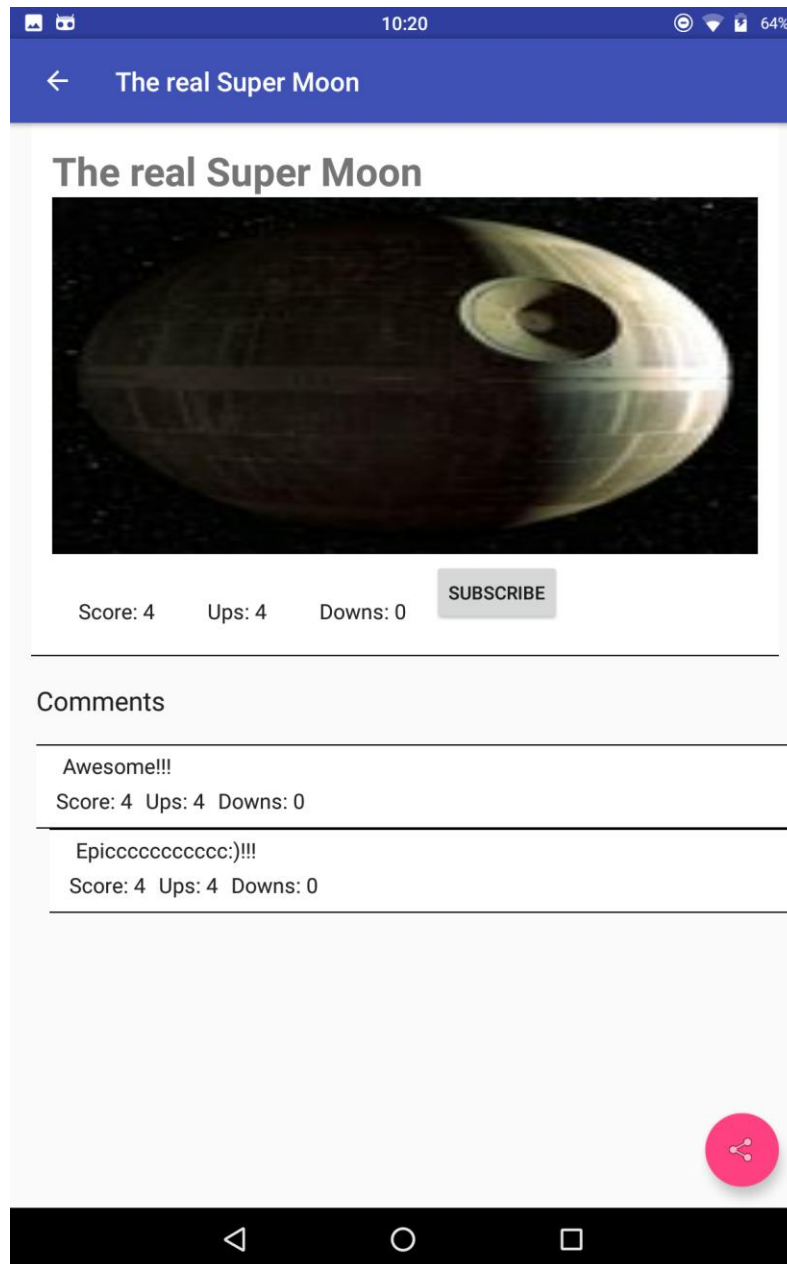 10:20
64%
The real Super Moon
The real Super Moon
Score: 4 Ups: 4 Downs: 0 SUBSCRIBE
Comments
Awesome!!!
Score: 4 Ups: 4 Downs: 0
Epicccccccccccc:)!!!
Score: 4 Ups: 4 Downs: 0